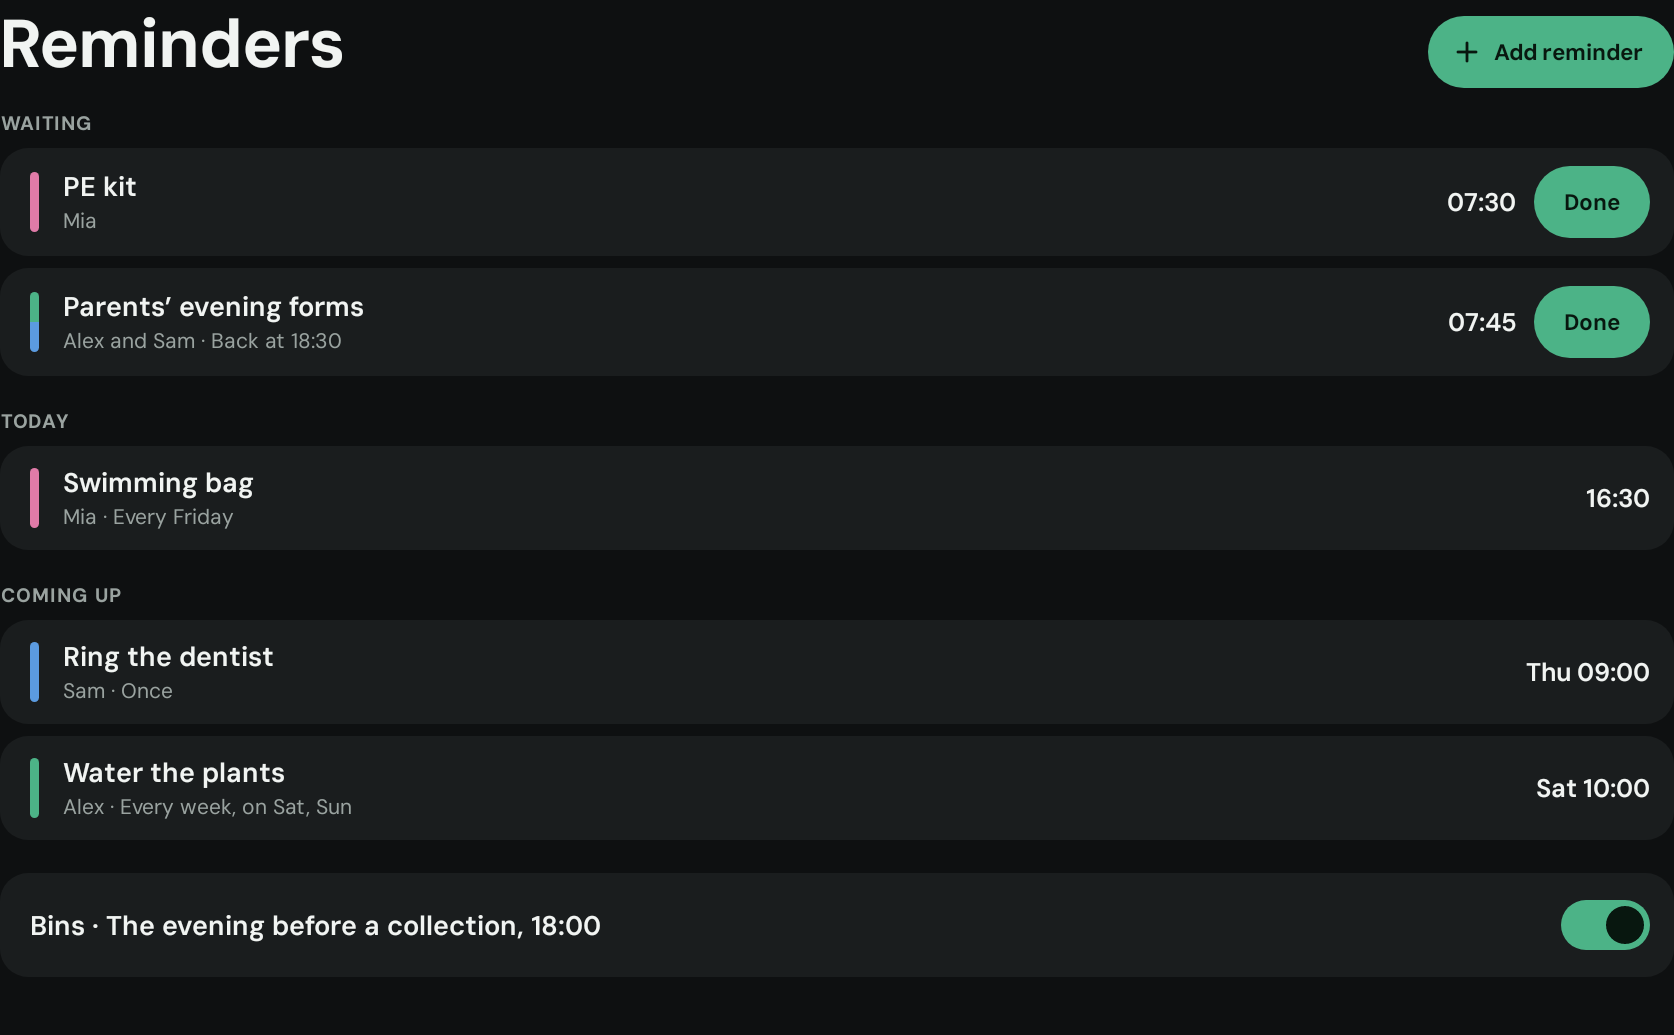 Reminders
Add reminder
WAITING
PE kit
Mia
07:30
Done
Parents’ evening forms
Alex and Sam · Back at 18:30
07:45
Done
TODAY
Swimming bag
Mia · Every Friday
16:30
COMING UP
Ring the dentist
Sam · Once
Thu 09:00
Water the plants
Alex · Every week, on Sat, Sun
Sat 10:00
Bins · The evening before a collection, 18:00